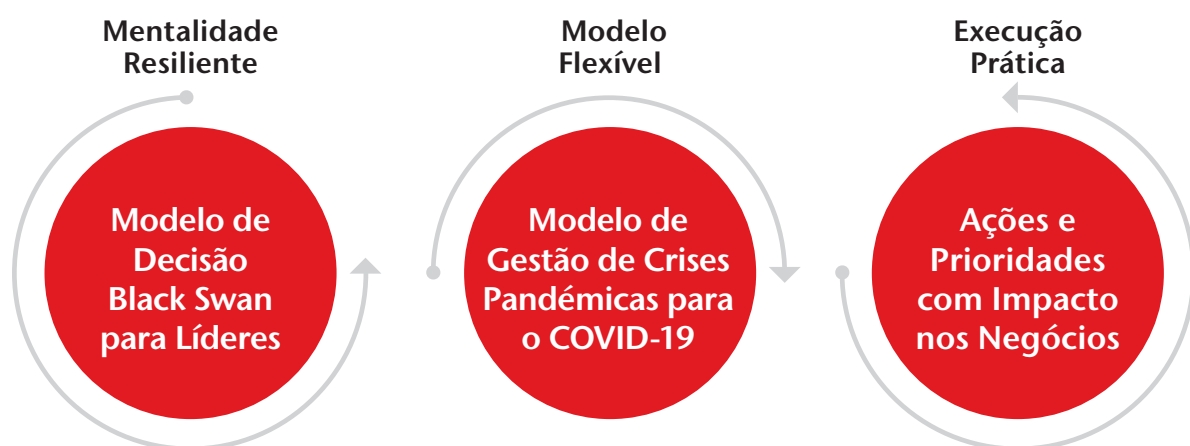 Mentalidade
Resiliente
Modelo de
Decisão
Black Swan
para Líderes
Modelo
Flexível
Modelo de
Gestão de Crises
Pandémicas para
o COVID-19
Execução
Prática
Ações e
Prioridades
com Impacto
nos Negócios